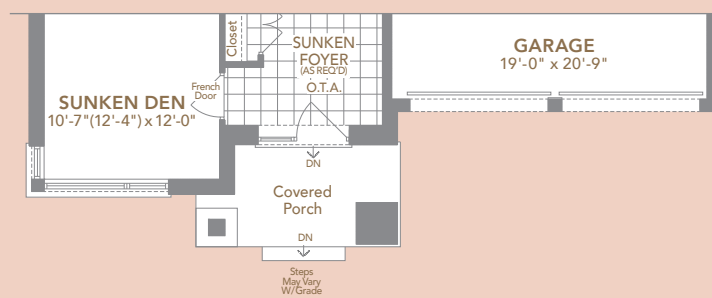 Closet
SUNKEN
FOYER
(AS REQ'D)
O.T.A.
GARAGE
19'-0" x 20'-9"
French
Door
SUNKEN DEN
10'-7"(12'-4") x 12'-0"
DN
Covered
Porch
DN
Steps
May Vary
W/Grade